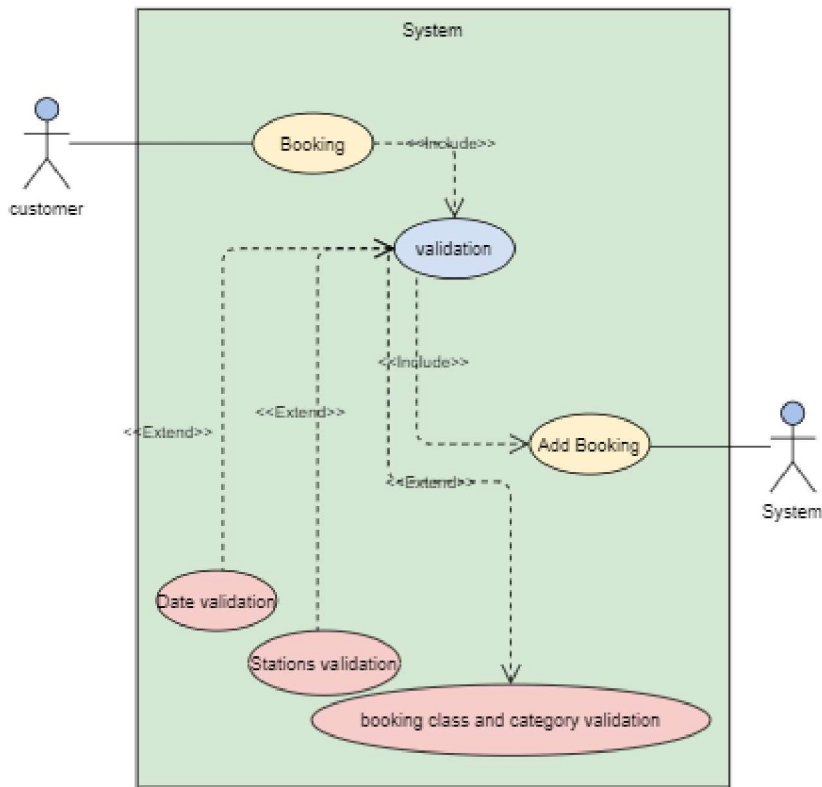 System
Booking
<<Include>>
customer
validation
<<Include>>
<<Extend>>
<<Extend>>
Add Booking
<<Extend>>
System
Date validation
Stations validation
booking class and category validation